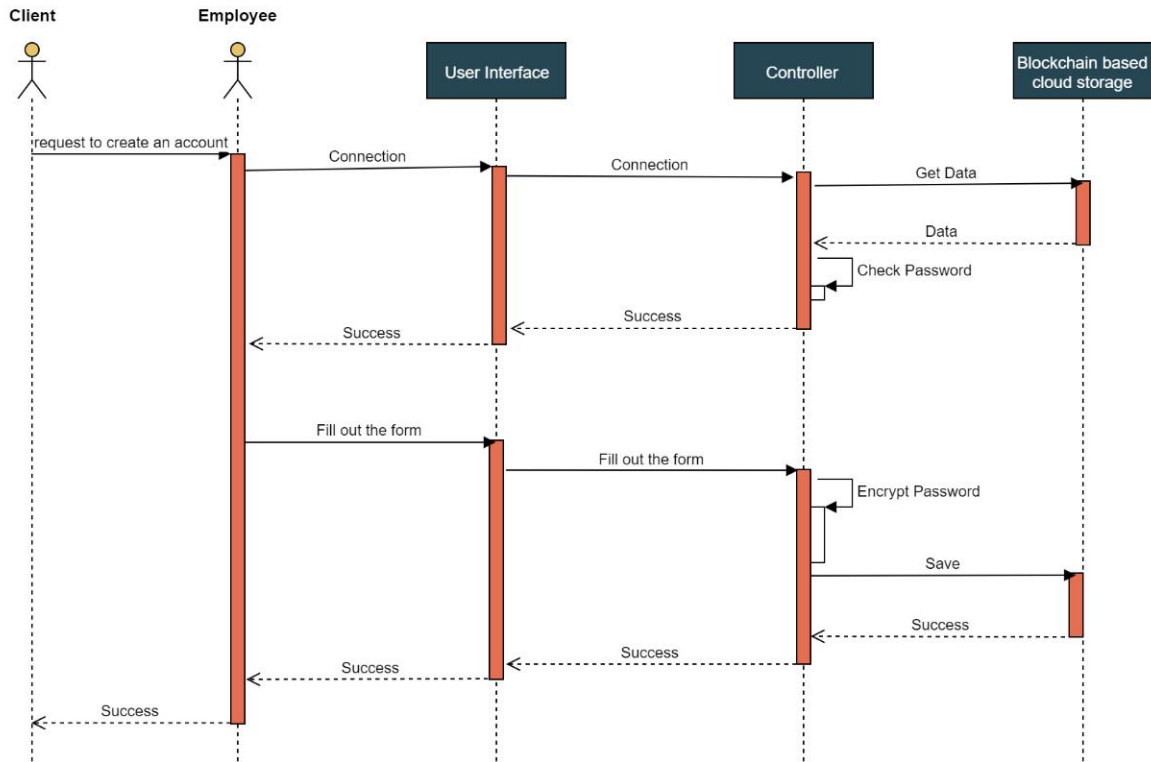 Client
Employee
User Interface
Controller
Blockchain based
cloud storage
request to create an account
Connection
Connection
Get Data
Data
Check Password
Success
Success
Fill out the form
Fill out the form
Encrypt Password
Save
Success
Success
Success
Success